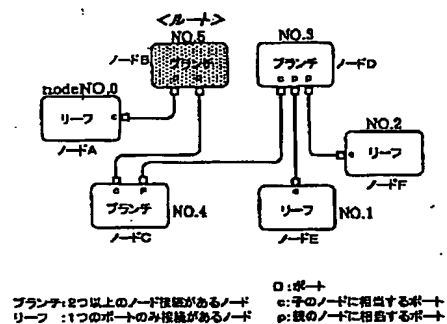 <ルート>
NO.5
NO.3
ノードB
ブランチ
ブランチ
ノードD
nodeNO,0
リーフ
c
ノードA
c p p
NO.2
c リーフ
ノードF
ブランチ
NO.4
ノードC
c
リーフ
NO.1
ノードE
□:ポート
ブランチ:2つ以上のノード接続があるノード
c:子のノードに相当するポート
リーフ :1つのポートのみ接続があるノード
p:親のノードに相当するポート